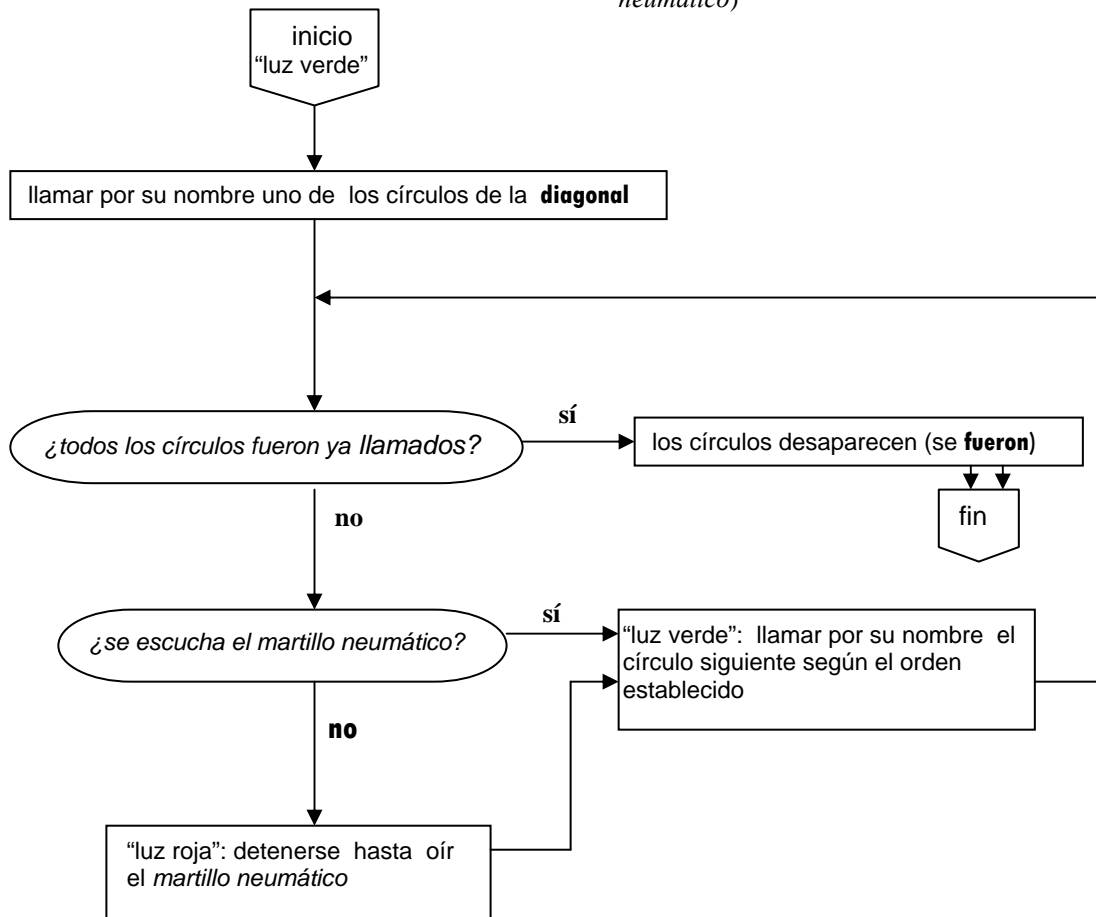 neumático)
inicio
“luz verde”
llamar por su nombre uno de los círculos de la diagonal
¿todos los círculos fueron ya llamados?
sí
los círculos desaparecen (se fueron)
fin
no
¿se escucha el martillo neumático?
sí
“luz verde”: llamar por su nombre el
círculo siguiente según el orden
establecido
no
“luz roja”: detenerse hasta oír
el martillo neumático